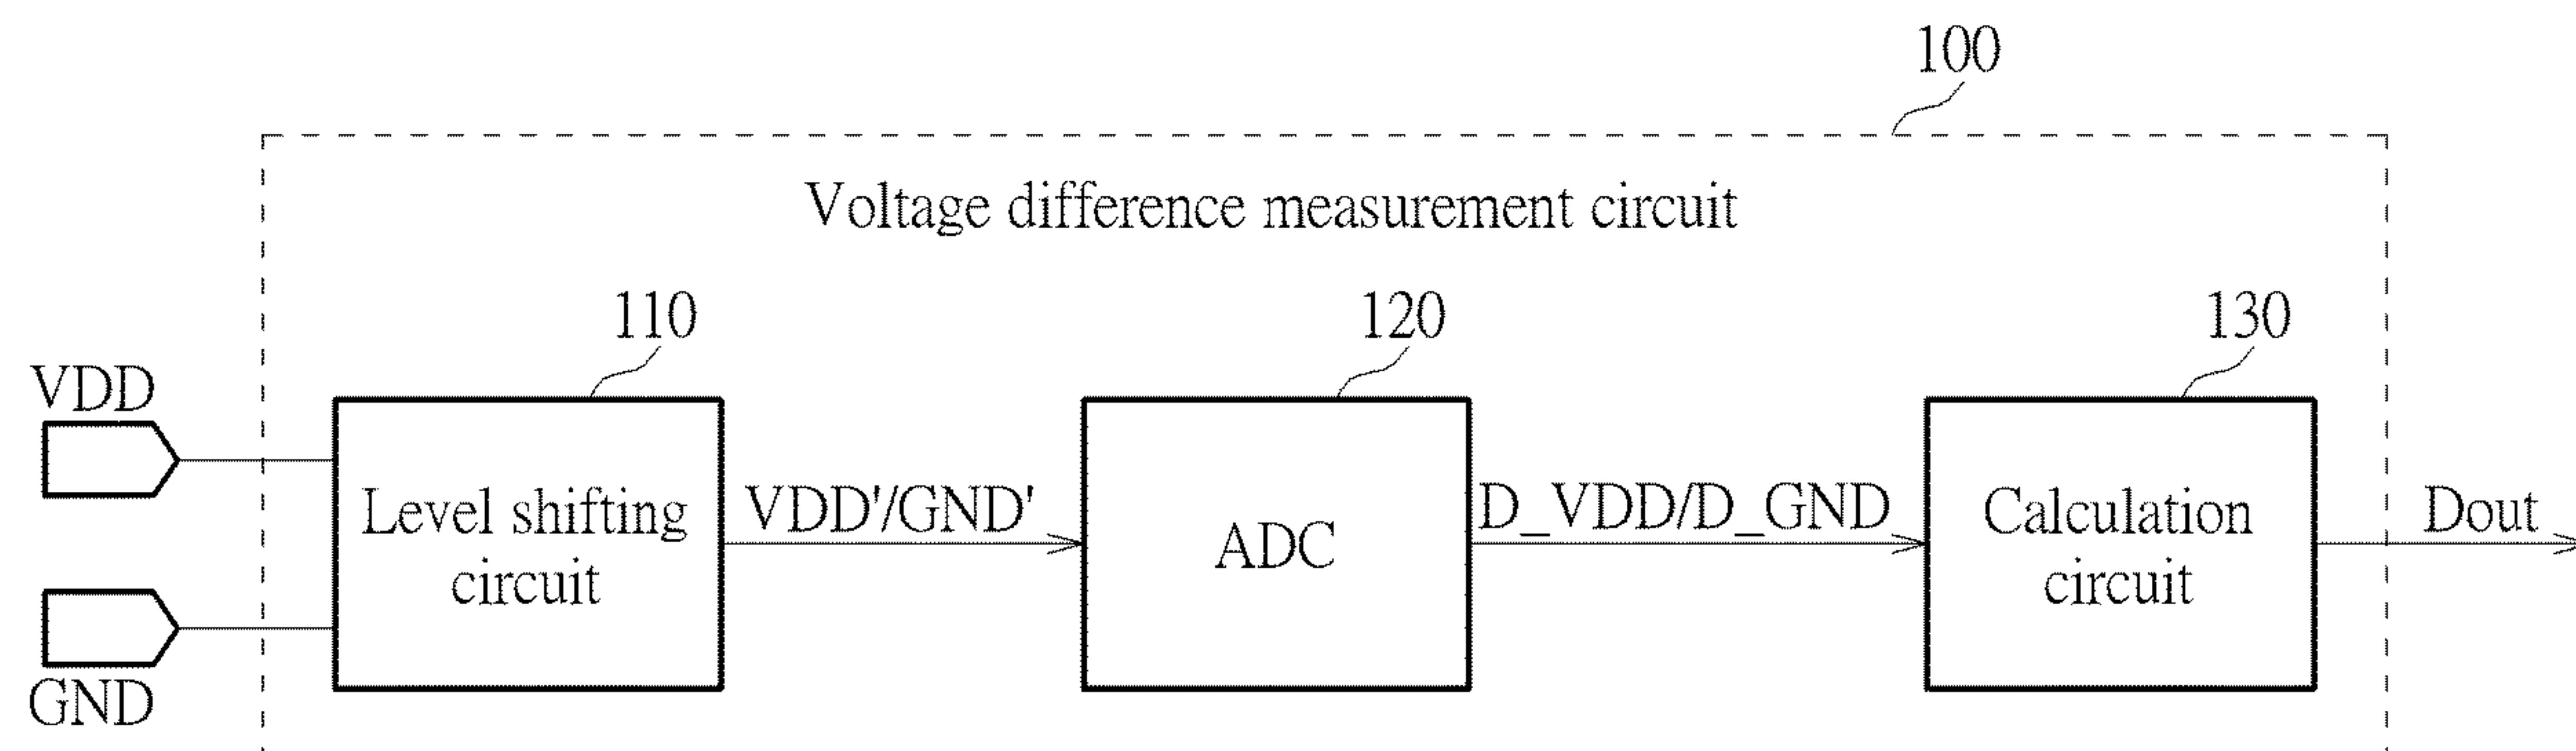 100
Voltage difference measurement circuit
110
120
130
VDD
GND
Level shifting
circuit
VDD'/GND'
ADC
D_VDD/D_GND
Calculation
circuit
Dout